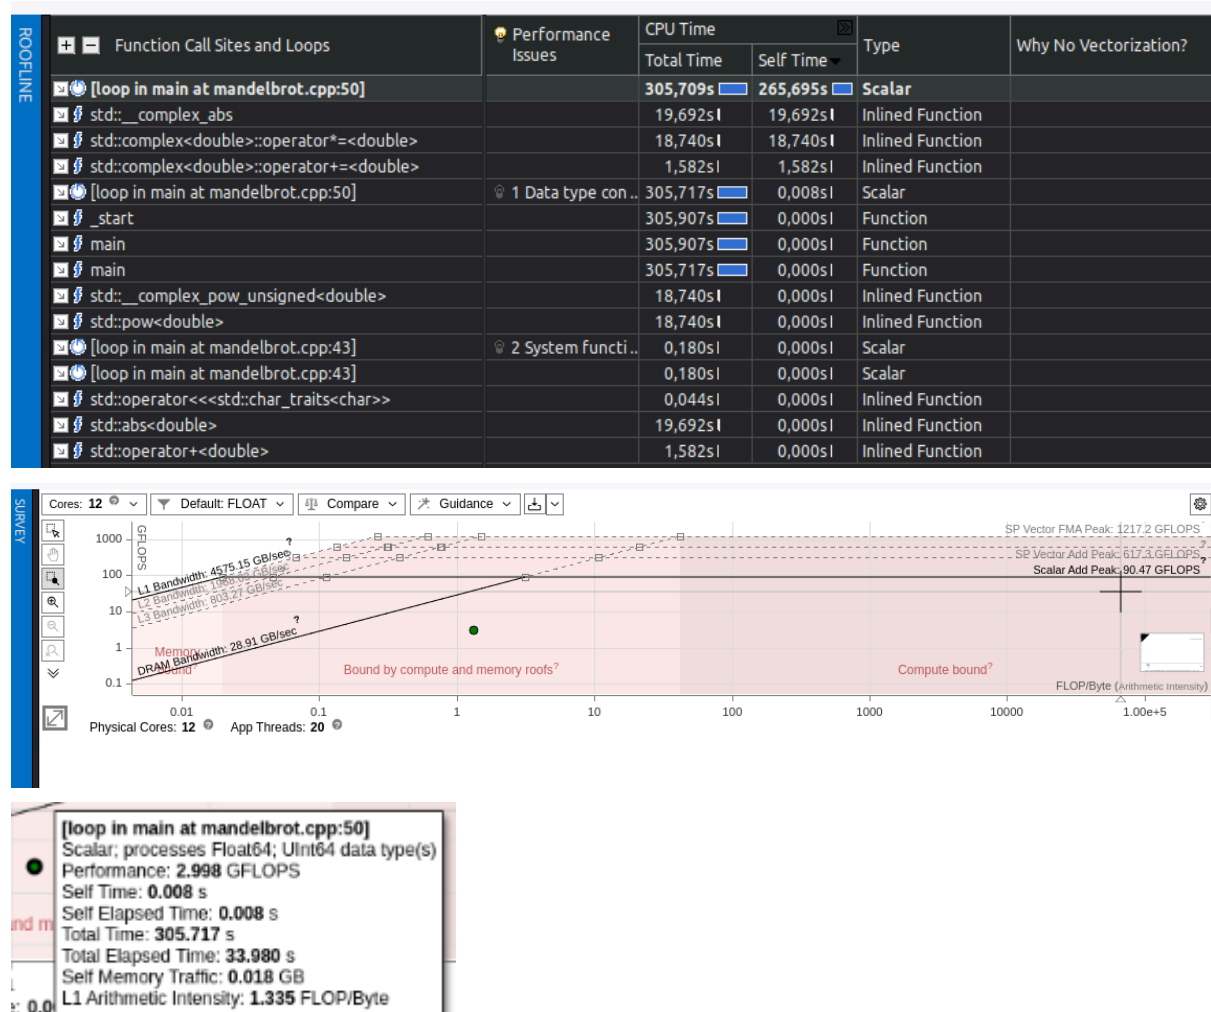 ROOFLINE
Function Call Sites and Loops
Performance Issues
CPU Time
Total Time
Self Time
Type
Why No Vectorization?
[loop in main at mandelbrot.cpp:50] 305,709s 265,695s Scalar
std::__complex_abs 19,692s 19,692s Inlined Function
std::complex<double>::operator*=<double> 18,740s 18,740s Inlined Function
std::complex<double>::operator+=<double> 1,582s 1,582s Inlined Function
[loop in main at mandelbrot.cpp:50] 1 Data type con .. 305,717s 0,008s Scalar
_start 305,907s 0,000s Function
main 305,907s 0,000s Function
main 305,717s 0,000s Function
std::__complex_pow_unsigned<double> 18,740s 0,000s Inlined Function
std::pow<double> 18,740s 0,000s Inlined Function
[loop in main at mandelbrot.cpp:43] 2 System functi .. 0,180s 0,000s Scalar
[loop in main at mandelbrot.cpp:43] 0,180s 0,000s Scalar
std::operator<<<std::char_traits<char>> 0,044s 0,000s Inlined Function
std::abs<double> 19,692s 0,000s Inlined Function
std::operator+<double> 1,582s 0,000s Inlined Function
SURVEY
Cores: 12 Default: FLOAT Compare Guidance
GFLOPS
1000
100
10
1
0.1
SP Vector FMA Peak: 1217.2 GFLOPS
SP Vector Add Peak: 617.3 GFLOPS
?
Scalar Add Peak: 90.47 GFLOPS
L1 Bandwidth: 4575.15 GB/sec
?
L2 Bandwidth: GB/sec
L3 Bandwidth: 803.27 GB/sec
DRAM Bandwidth: 28.91 GB/sec
?
Memory bound?
Bound by compute and memory roofs?
Compute bound?
FLOP/Byte (Arithmetic Intensity)
0.01 0.1 1 10 100 1000 10000 1.00e+5
Physical Cores: 12 App Threads: 20
[loop in main at mandelbrot.cpp:50]
Scalar; processes Float64; UInt64 data type(s)
Performance: 2.998 GFLOPS
Self Time: 0.008 s
Self Elapsed Time: 0.008 s
Total Time: 305.717 s
Total Elapsed Time: 33.980 s
Self Memory Traffic: 0.018 GB
L1 Arithmetic Intensity: 1.335 FLOP/Byte
nd m